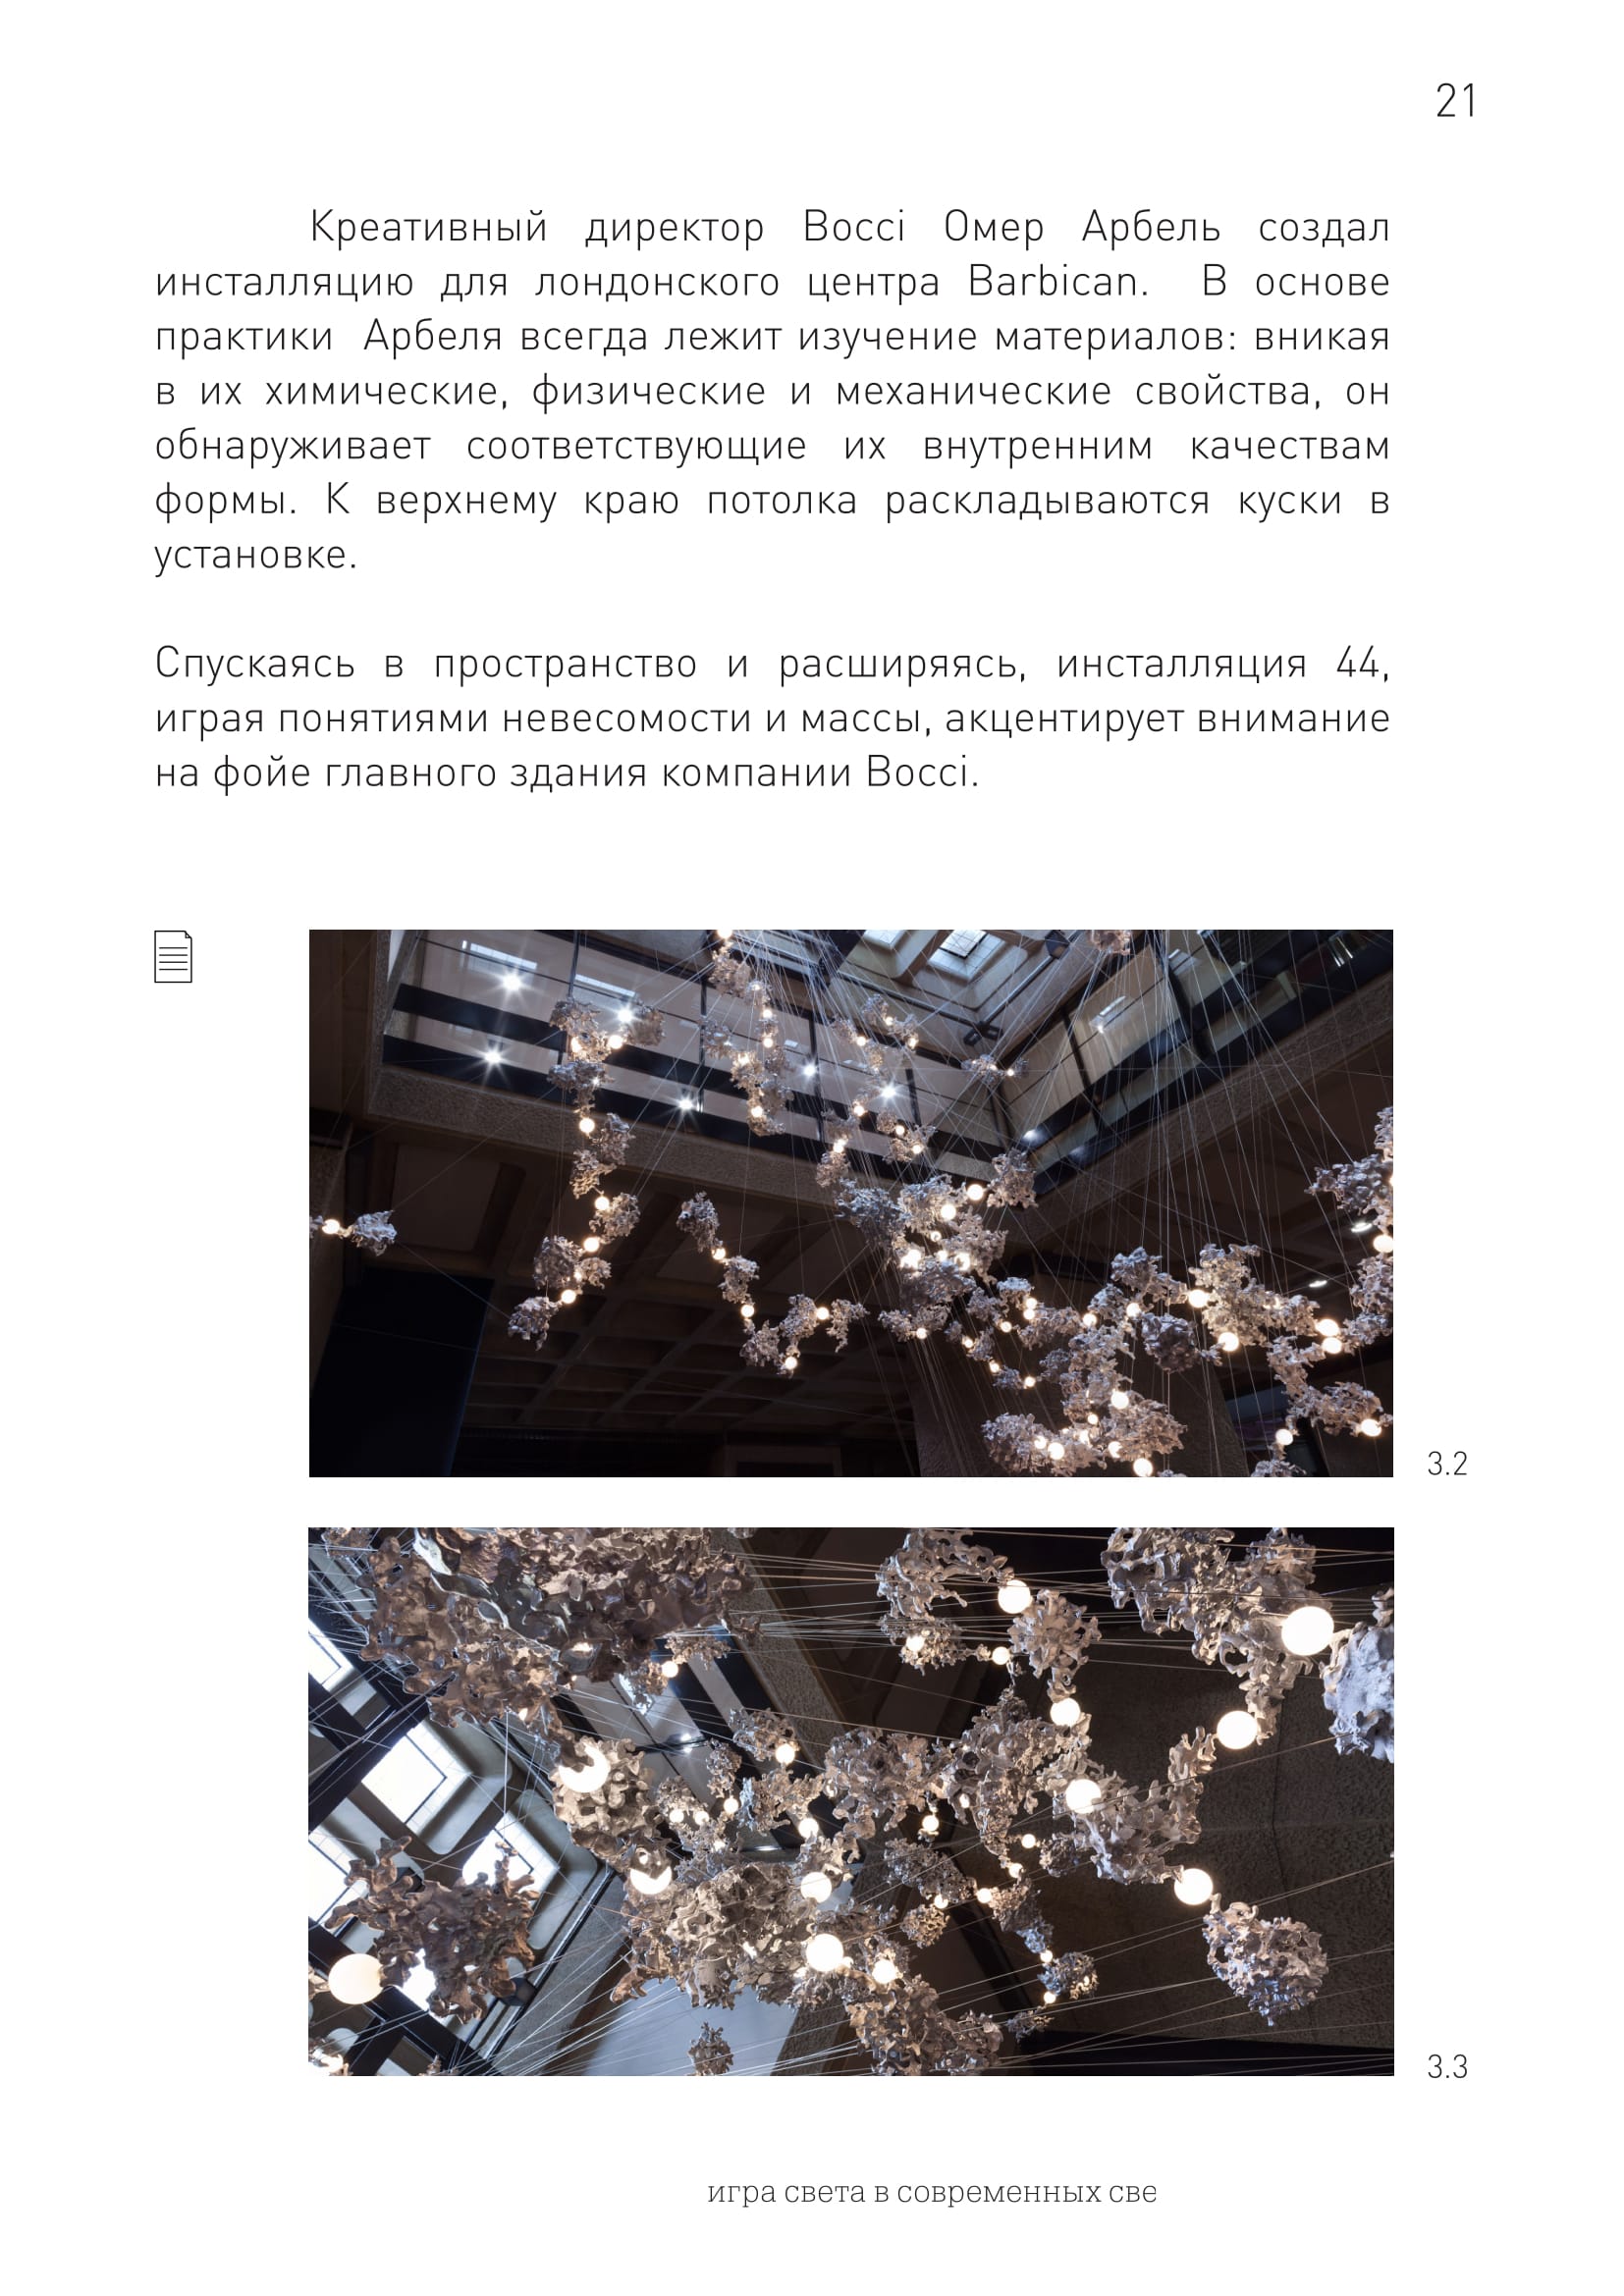 21
Креативный директор Bocci Омер Арбель создал
инсталляцию для лондонского центра Barbican. В основе
практики Арбеля всегда лежит изучение материалов: вникая
в их химические, физические и механические свойства, он
обнаруживает соответствующие их внутренним качествам
формы. К верхнему краю потолка раскладываются куски в
установке.
Спускаясь в пространство и расширяясь, инсталляция 44,
играя понятиями невесомости и массы, акцентирует внимание
на фойе главного здания компании Bocci.
3.2
3.3
игра света в современных све